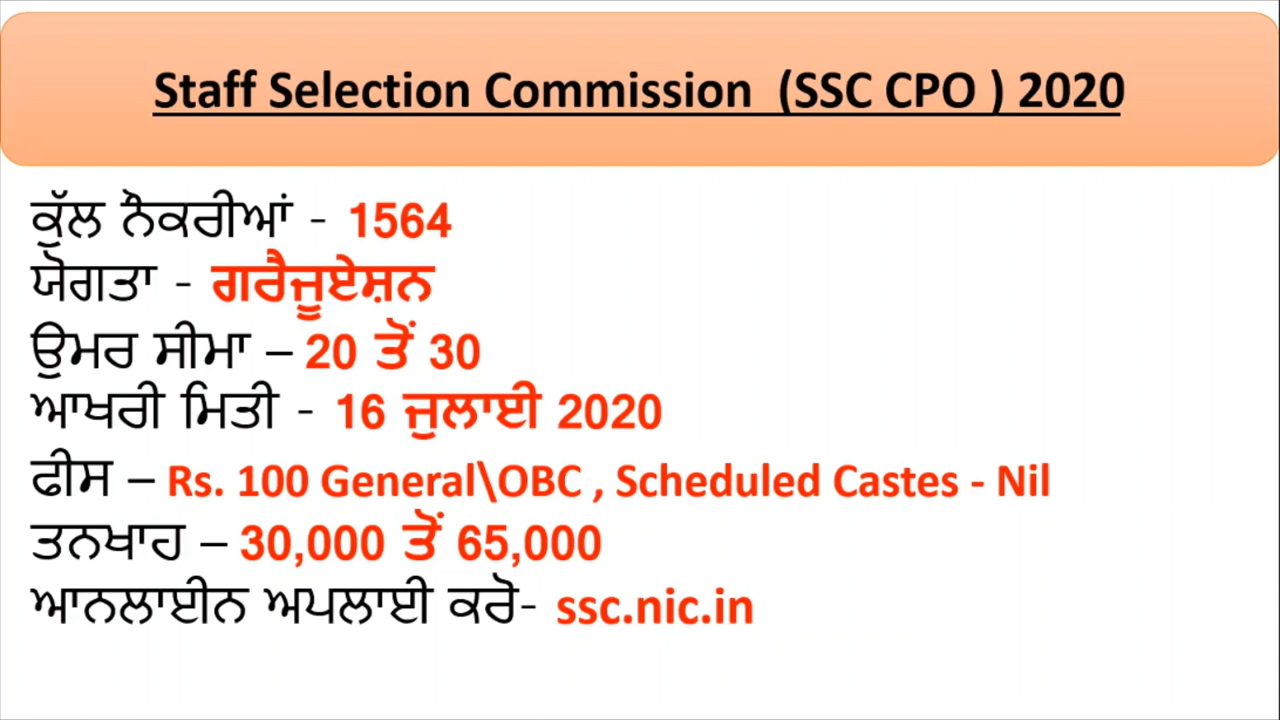 Staff Selection Commission  (SSC CPO ) 2020
ਕੁੱਲ ਨੌਕਰੀਆਂ - 1564
ਯੋਗਤਾ - ਗਰੈਜੂਏਸ਼ਨ
ਉਮਰ ਸੀਮਾ – 20 ਤੋਂ 30
ਆਖਰੀ ਮਿਤੀ - 16 ਜੁਲਾਈ 2020
ਫੀਸ – Rs. 100 General\OBC , Scheduled Castes - Nil
ਤਨਖਾਹ – 30,000 ਤੋਂ 65,000
ਆਨਲਾਈਨ ਅਪਲਾਈ ਕਰੋ- ssc.nic.in